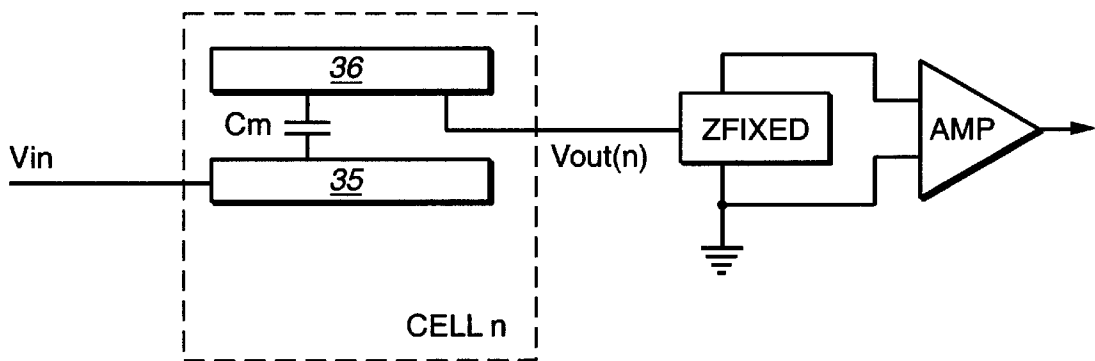 36
Cm
Vin
35
CELL n
Vout(n)
ZFIXED
AMP